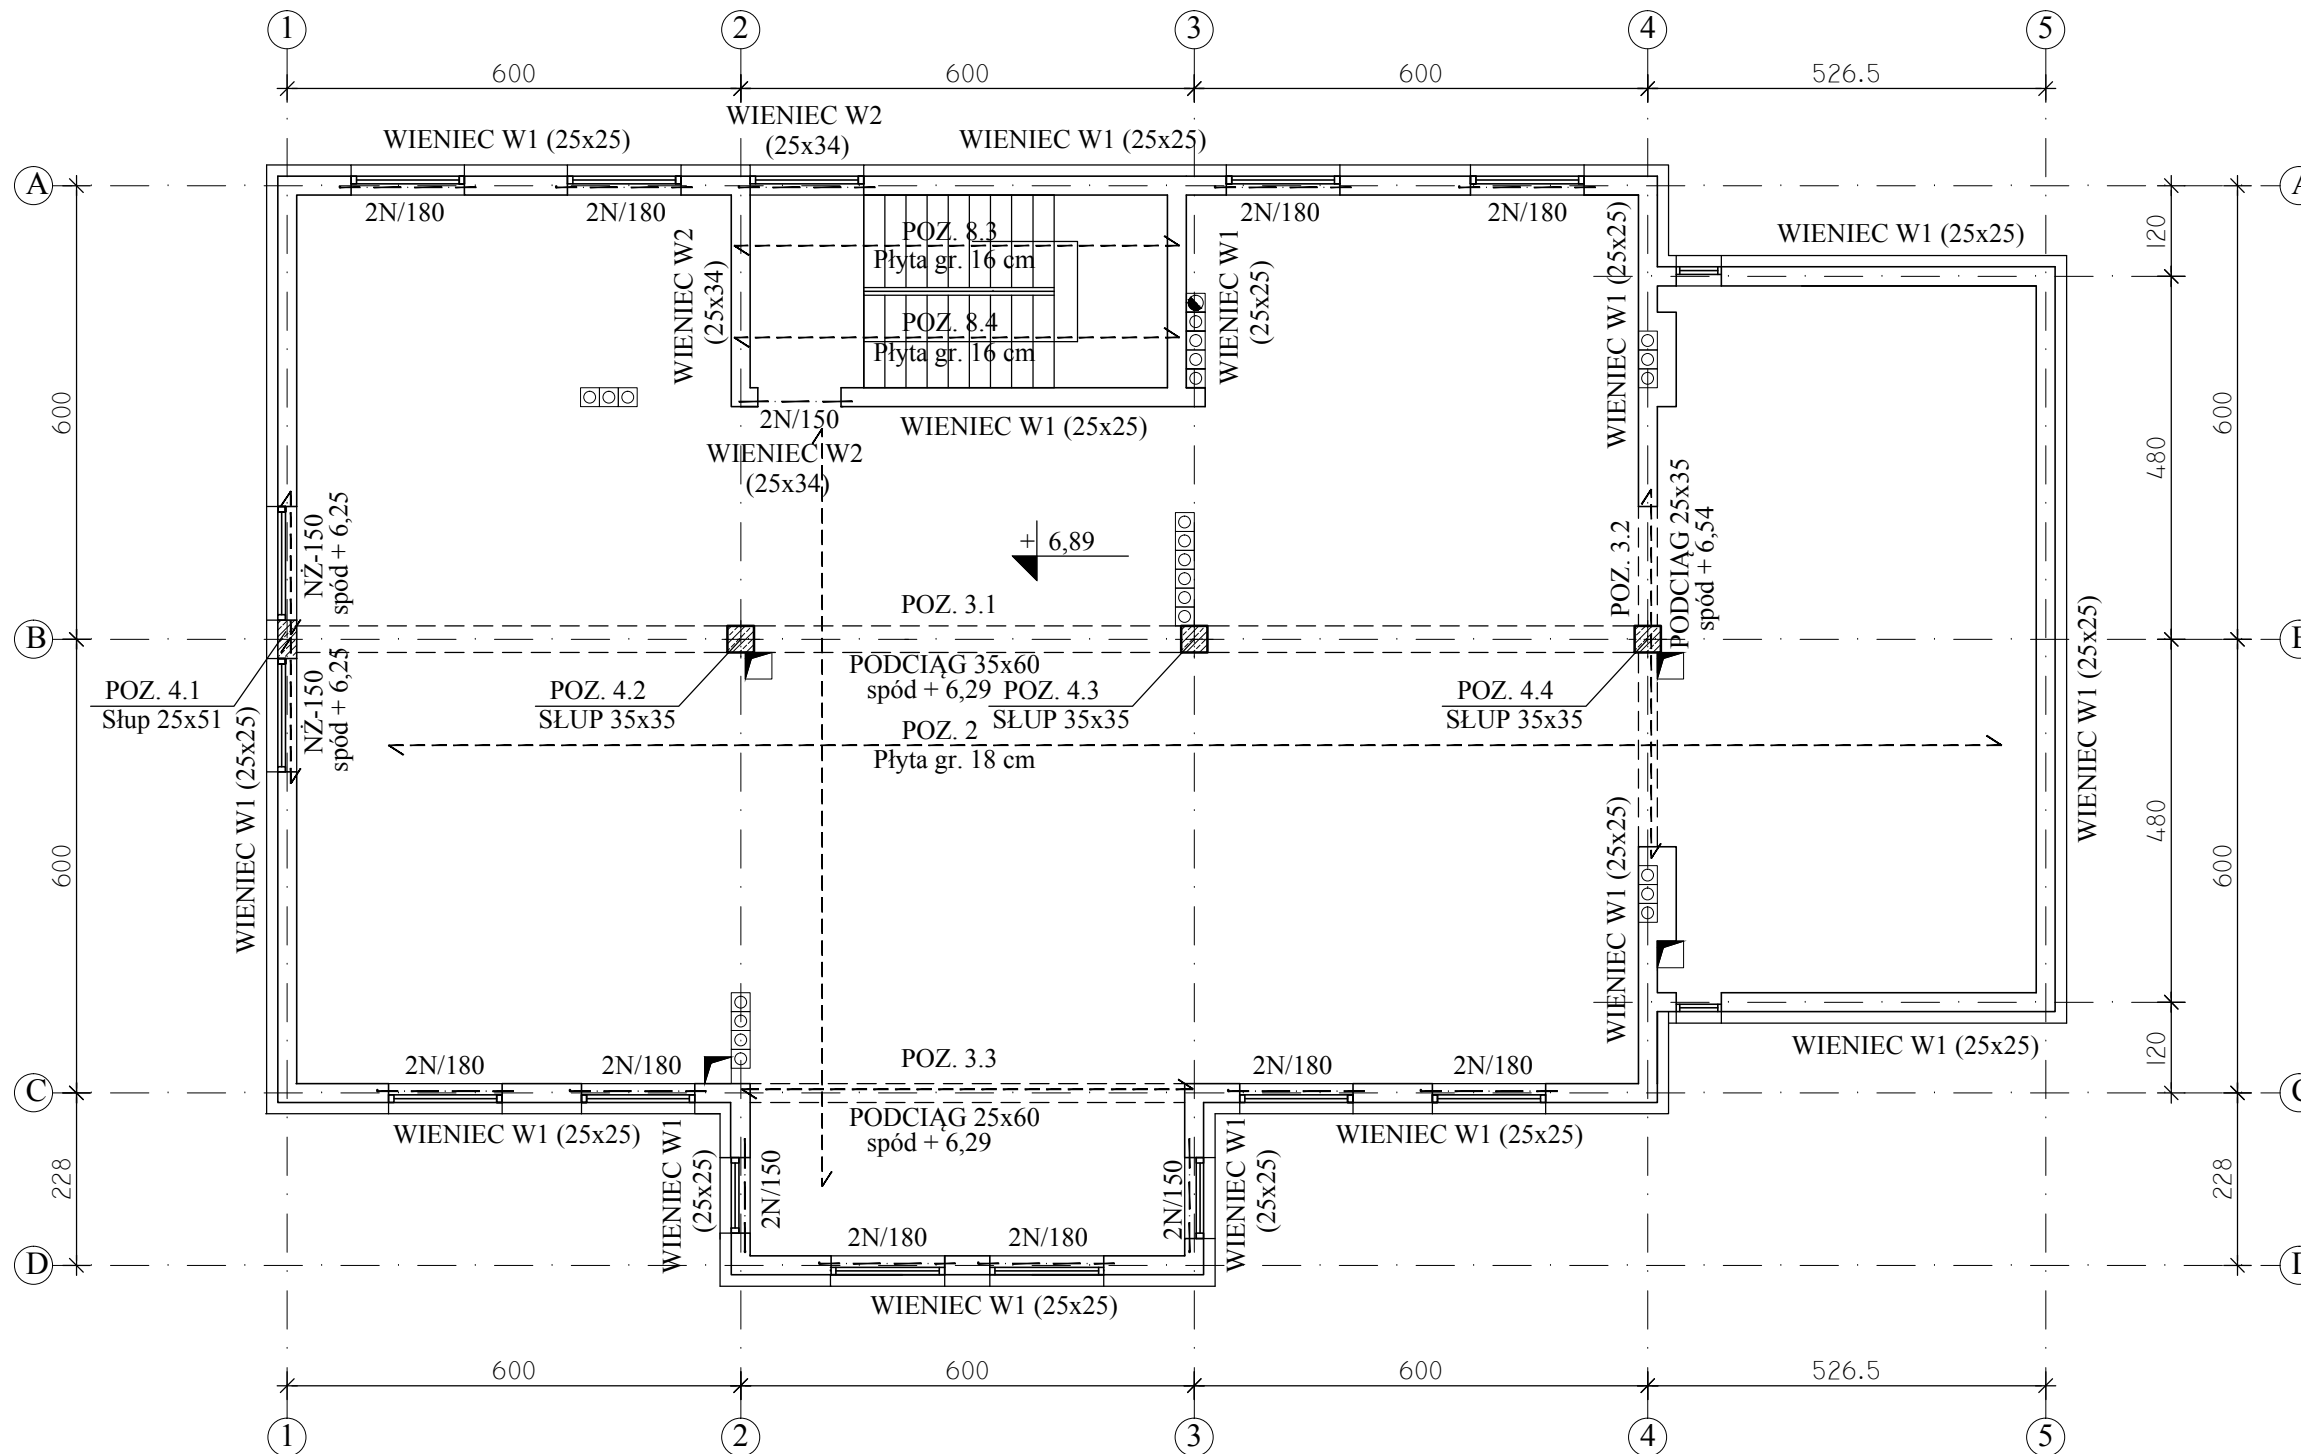 1
2
3
4
5
600
600
600
526.5
WIENIEC W1 (25x25)
WIENIEC W2
(25x34)
WIENIEC W1 (25x25)
A
A
2N/180
2N/180
2N/180
2N/180
WIENIEC W2
(25x34)
POZ. 8.3
Płyta gr. 16 cm
POZ. 8.4
Płyta gr. 16 cm
WIENIEC W1
(25x25)
WIENIEC W1 (25x25)
WIENIEC W1 (25x25)
120
600
2N/150
WIENIEC W2
(25x34)
WIENIEC W1 (25x25)
480
600
NŻ-150
spód + 6,25
+ 6,89
POZ. 3.2
PODCIĄG 25x35
spód + 6,54
POZ. 3.1
B
NŻ-150
spód + 6,25
PODCIĄG 35x60
spód + 6,29
POZ. 4.1
Słup 25x51
POZ. 4.2
SŁUP 35x35
POZ. 4.3
SŁUP 35x35
POZ. 4.4
SŁUP 35x35
POZ. 2
Płyta gr. 18 cm
WIENIEC W1 (25x25)
WIENIEC W1 (25x25)
WIENIEC W1 (25x25)
600
480
600
2N/180
2N/180
POZ. 3.3
2N/180
2N/180
WIENIEC W1 (25x25)
120
C
PODCIĄG 25x60
spód + 6,29
WIENIEC W1 (25x25)
WIENIEC W1 (25x25)
WIENIEC W1
(25x25)
2N/150
2N/150
WIENIEC W1
(25x25)
228
228
2N/180
2N/180
D
WIENIEC W1 (25x25)
600
600
600
526.5
1
2
3
4
5